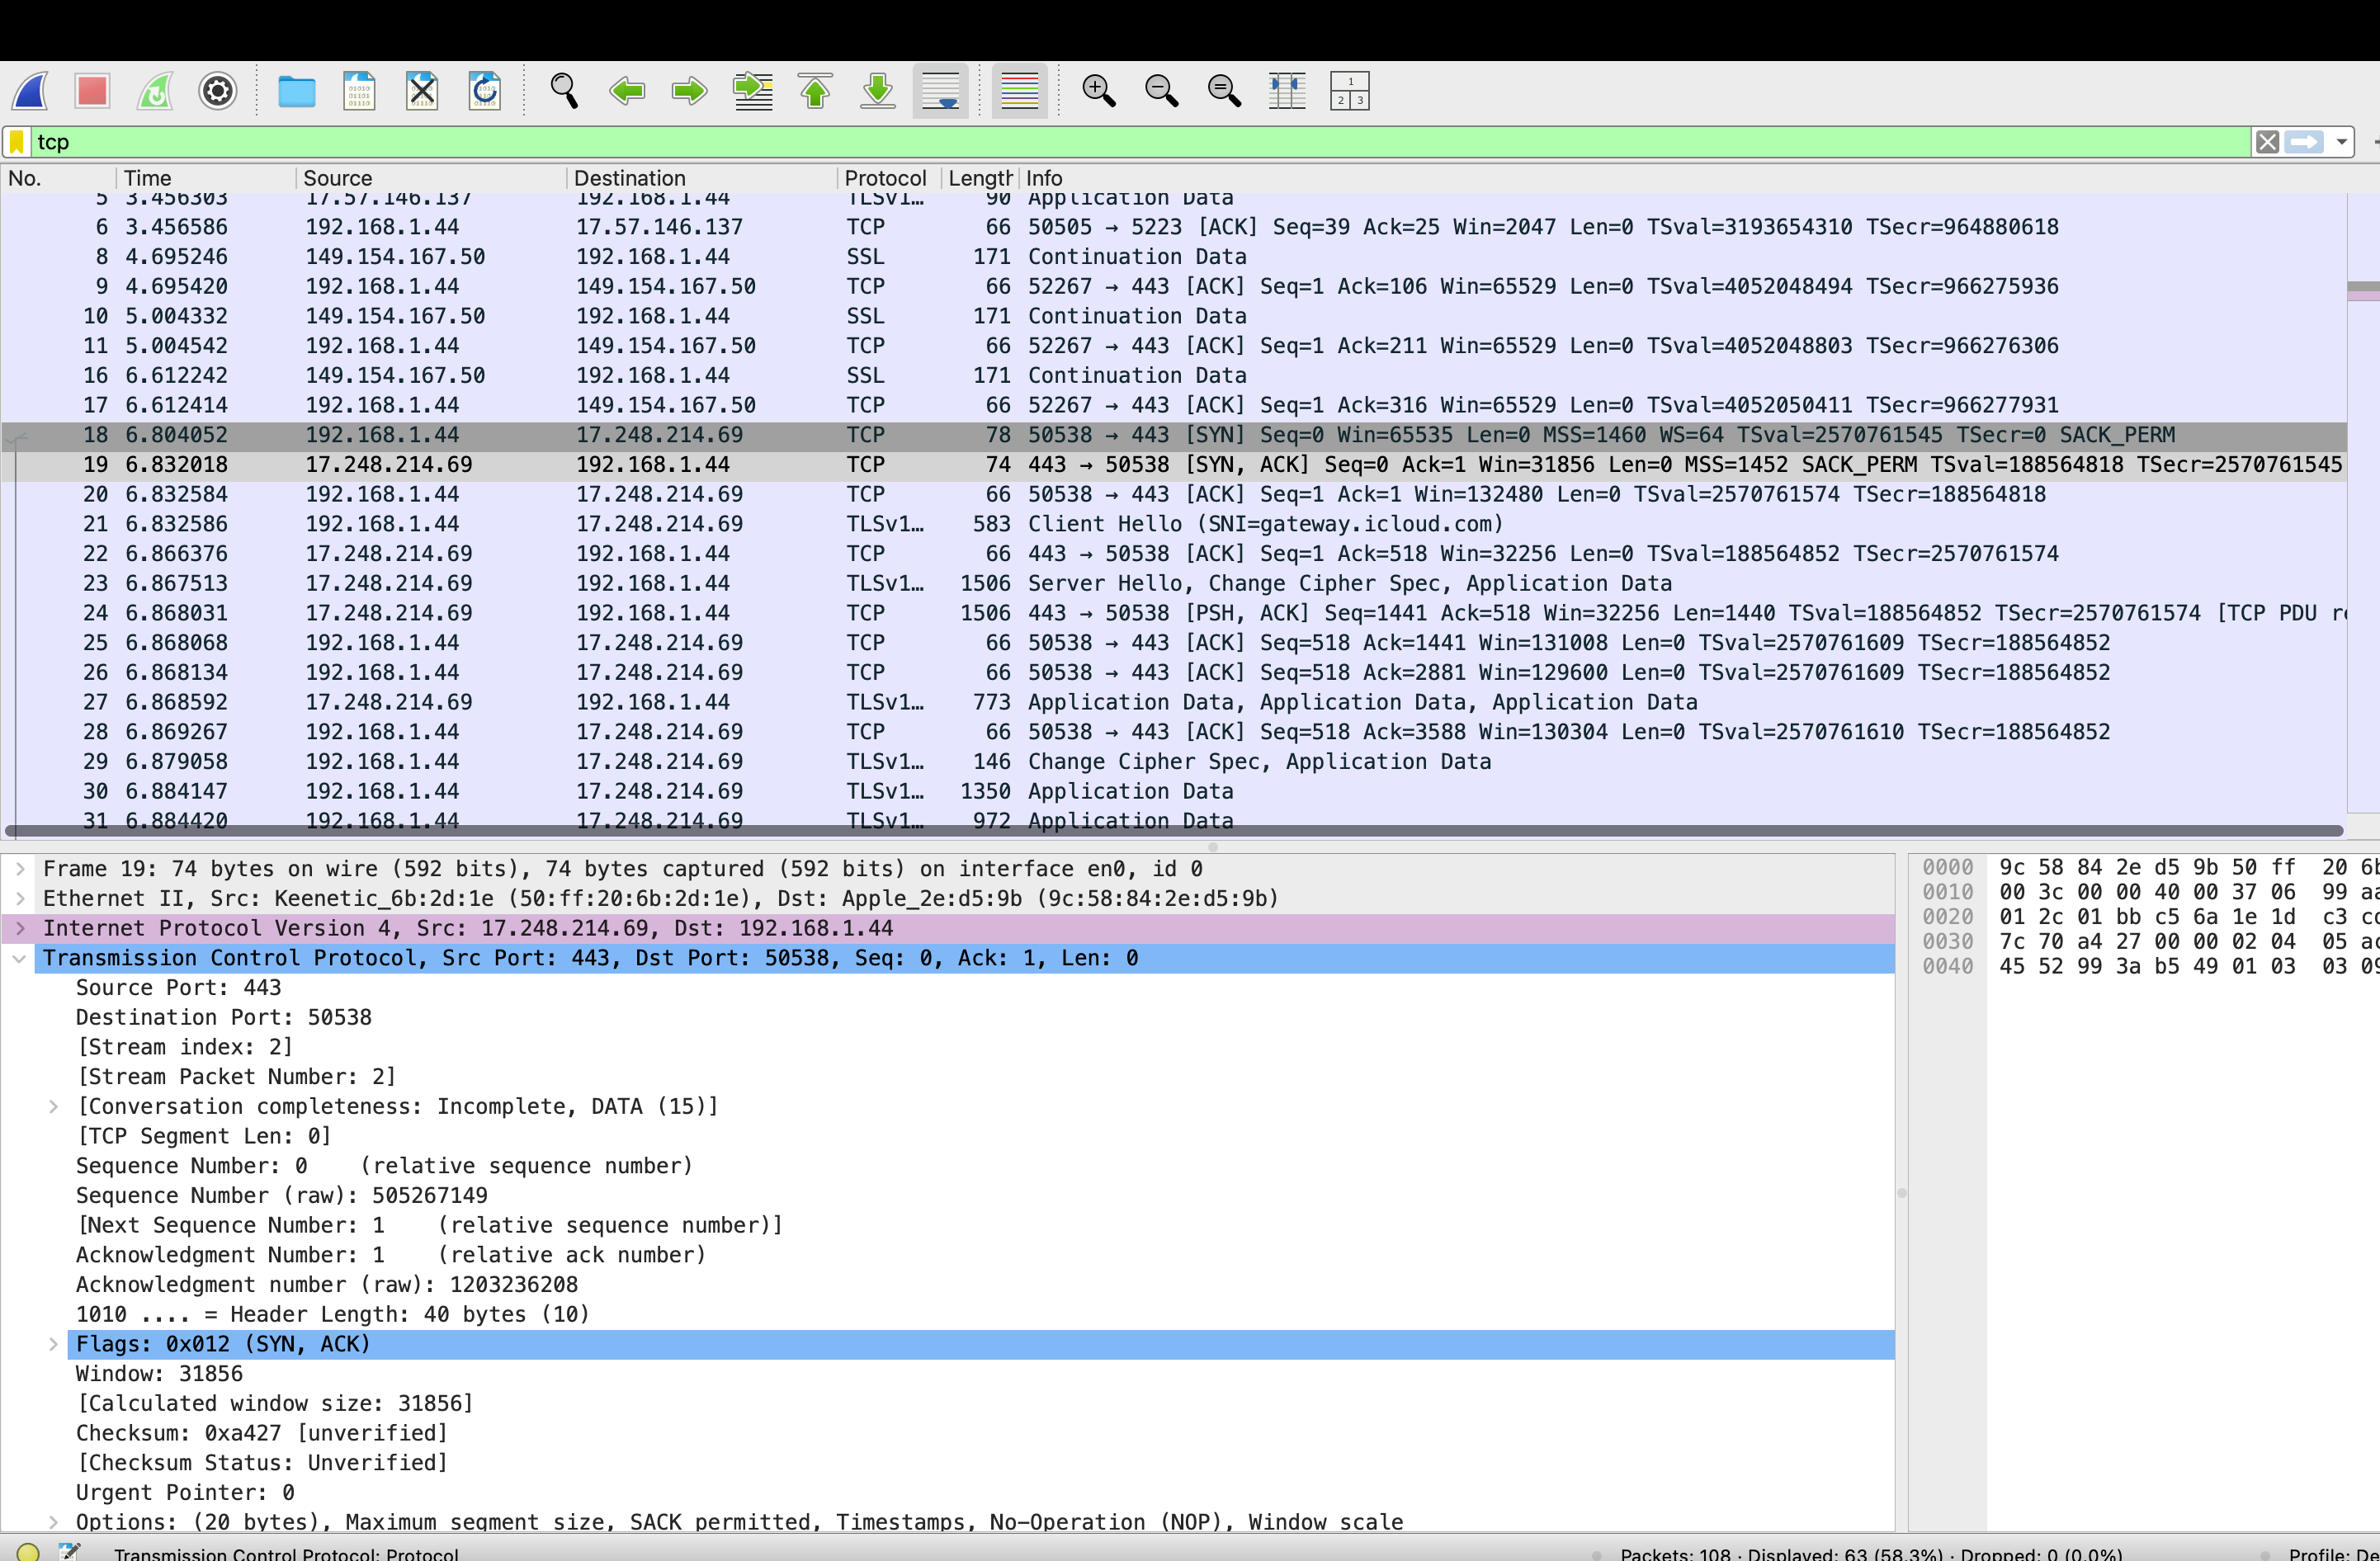 tcp
No. Time Source Destination Protocol Length Info
5 3.456303 17.57.146.137 192.168.1.44 TLSv1… 90 Application Data
6 3.456586 192.168.1.44 17.57.146.137 TCP 66 50505 → 5223 [ACK] Seq=39 Ack=25 Win=2047 Len=0 TSval=3193654310 TSecr=964880618
8 4.695246 149.154.167.50 192.168.1.44 SSL 171 Continuation Data
9 4.695420 192.168.1.44 149.154.167.50 TCP 66 52267 → 443 [ACK] Seq=1 Ack=106 Win=65529 Len=0 TSval=4052048494 TSecr=966275936
10 5.004332 149.154.167.50 192.168.1.44 SSL 171 Continuation Data
11 5.004542 192.168.1.44 149.154.167.50 TCP 66 52267 → 443 [ACK] Seq=1 Ack=211 Win=65529 Len=0 TSval=4052048803 TSecr=966276306
16 6.612242 149.154.167.50 192.168.1.44 SSL 171 Continuation Data
17 6.612414 192.168.1.44 149.154.167.50 TCP 66 52267 → 443 [ACK] Seq=1 Ack=316 Win=65529 Len=0 TSval=4052050411 TSecr=966277931
18 6.804052 192.168.1.44 17.248.214.69 TCP 78 50538 → 443 [SYN] Seq=0 Win=65535 Len=0 MSS=1460 WS=64 TSval=2570761545 TSecr=0 SACK_PERM
19 6.832018 17.248.214.69 192.168.1.44 TCP 74 443 → 50538 [SYN, ACK] Seq=0 Ack=1 Win=31856 Len=0 MSS=1452 SACK_PERM TSval=188564818 TSecr=2570761545
20 6.832584 192.168.1.44 17.248.214.69 TCP 66 50538 → 443 [ACK] Seq=1 Ack=1 Win=132480 Len=0 TSval=2570761574 TSecr=188564818
21 6.832586 192.168.1.44 17.248.214.69 TLSv1… 583 Client Hello (SNI=gateway.icloud.com)
22 6.866376 17.248.214.69 192.168.1.44 TCP 66 443 → 50538 [ACK] Seq=1 Ack=518 Win=32256 Len=0 TSval=188564852 TSecr=2570761574
23 6.867513 17.248.214.69 192.168.1.44 TLSv1… 1506 Server Hello, Change Cipher Spec, Application Data
24 6.868031 17.248.214.69 192.168.1.44 TCP 1506 443 → 50538 [PSH, ACK] Seq=1441 Ack=518 Win=32256 Len=1440 TSval=188564852 TSecr=2570761574 [TCP PDU
25 6.868068 192.168.1.44 17.248.214.69 TCP 66 50538 → 443 [ACK] Seq=518 Ack=1441 Win=131008 Len=0 TSval=2570761609 TSecr=188564852
26 6.868134 192.168.1.44 17.248.214.69 TCP 66 50538 → 443 [ACK] Seq=518 Ack=2881 Win=129600 Len=0 TSval=2570761609 TSecr=188564852
27 6.868592 17.248.214.69 192.168.1.44 TLSv1… 773 Application Data, Application Data, Application Data
28 6.869267 192.168.1.44 17.248.214.69 TCP 66 50538 → 443 [ACK] Seq=518 Ack=3588 Win=130304 Len=0 TSval=2570761610 TSecr=188564852
29 6.879058 192.168.1.44 17.248.214.69 TLSv1… 146 Change Cipher Spec, Application Data
30 6.884147 192.168.1.44 17.248.214.69 TLSv1… 1350 Application Data
31 6.884420 192.168.1.44 17.248.214.69 TLSv1… 972 Application Data
Frame 19: 74 bytes on wire (592 bits), 74 bytes captured (592 bits) on interface en0, id 0
Ethernet II, Src: Keenetic_6b:2d:1e (50:ff:20:6b:2d:1e), Dst: Apple_2e:d5:9b (9c:58:84:2e:d5:9b)
Internet Protocol Version 4, Src: 17.248.214.69, Dst: 192.168.1.44
Transmission Control Protocol, Src Port: 443, Dst Port: 50538, Seq: 0, Ack: 1, Len: 0
Source Port: 443
Destination Port: 50538
[Stream index: 2]
[Stream Packet Number: 2]
[Conversation completeness: Incomplete, DATA (15)]
[TCP Segment Len: 0]
Sequence Number: 0 (relative sequence number)
Sequence Number (raw): 505267149
[Next Sequence Number: 1 (relative sequence number)]
Acknowledgment Number: 1 (relative ack number)
Acknowledgment number (raw): 1203236208
1010 .... = Header Length: 40 bytes (10)
Flags: 0x012 (SYN, ACK)
Window: 31856
[Calculated window size: 31856]
Checksum: 0xa427 [unverified]
[Checksum Status: Unverified]
Urgent Pointer: 0
Options: (20 bytes), Maximum segment size, SACK permitted, Timestamps, No-Operation (NOP), Window scale
0000 9c 58 84 2e d5 9b 50 ff 20
0010 00 3c 00 00 40 00 37 06 99
0020 01 2c 01 bb c5 6a 1e 1d c3
0030 7c 70 a4 27 00 00 02 04 05
0040 45 52 99 3a b5 49 01 03 03
Transmission Control Protocol: Protocol
Packets: 108 · Displayed: 63 (58.3%) · Dropped: 0 (0.0%)
Profile: